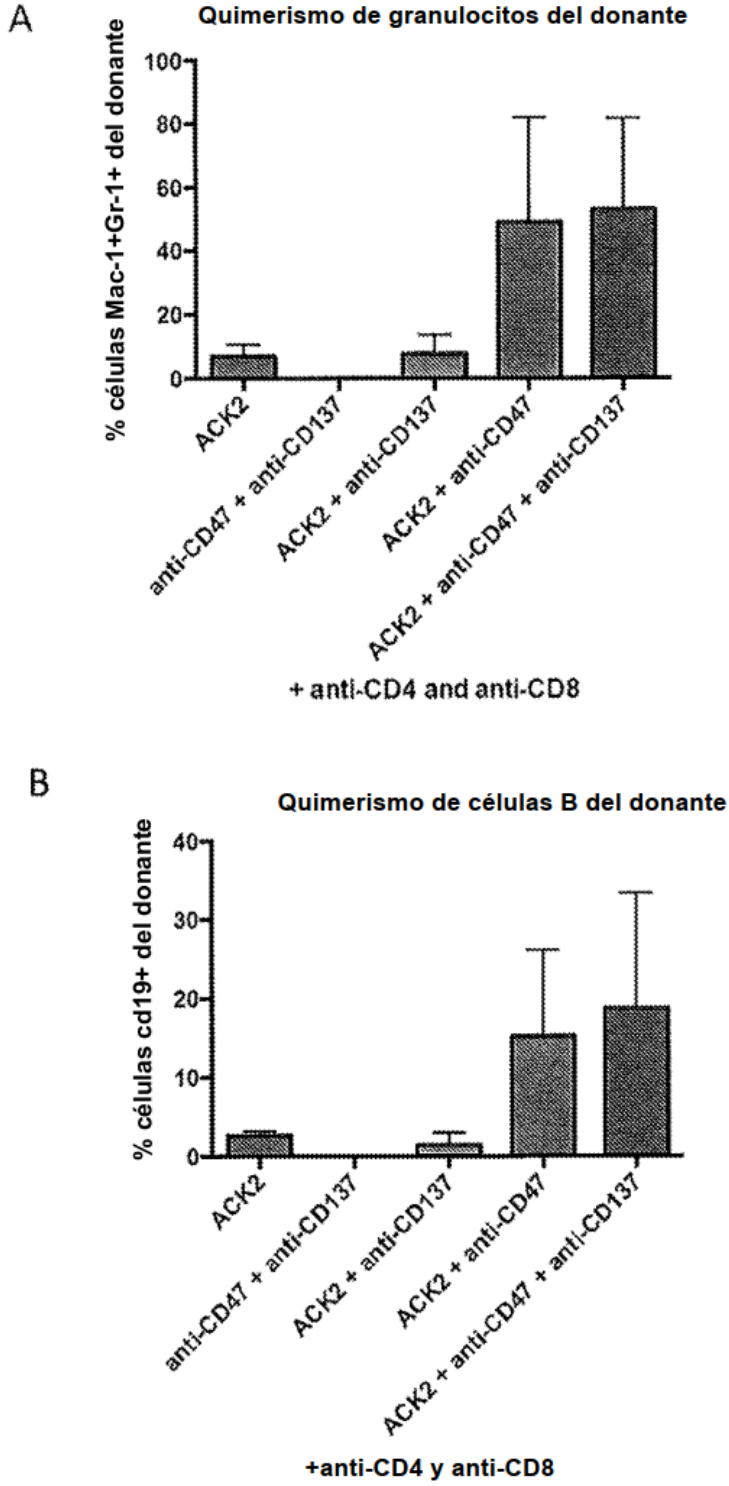 A
Quimerismo de granulocitos del donante
% células Mac-1+Gr-1+ del donante
100
80
60
40
20
0
ACK2
anti-CD47 + anti-CD137
ACK2 + anti-CD137
ACK2 + anti-CD47
ACK2 + anti-CD47 + anti-CD137
+ anti-CD4 and anti-CD8
B
Quimerismo de células B del donante
% células cd19+ del donante
40
30
20
10
0
ACK2
anti-CD47 + anti-CD137
ACK2 + anti-CD137
ACK2 + anti-CD47
ACK2 + anti-CD47 + anti-CD137
+anti-CD4 y anti-CD8